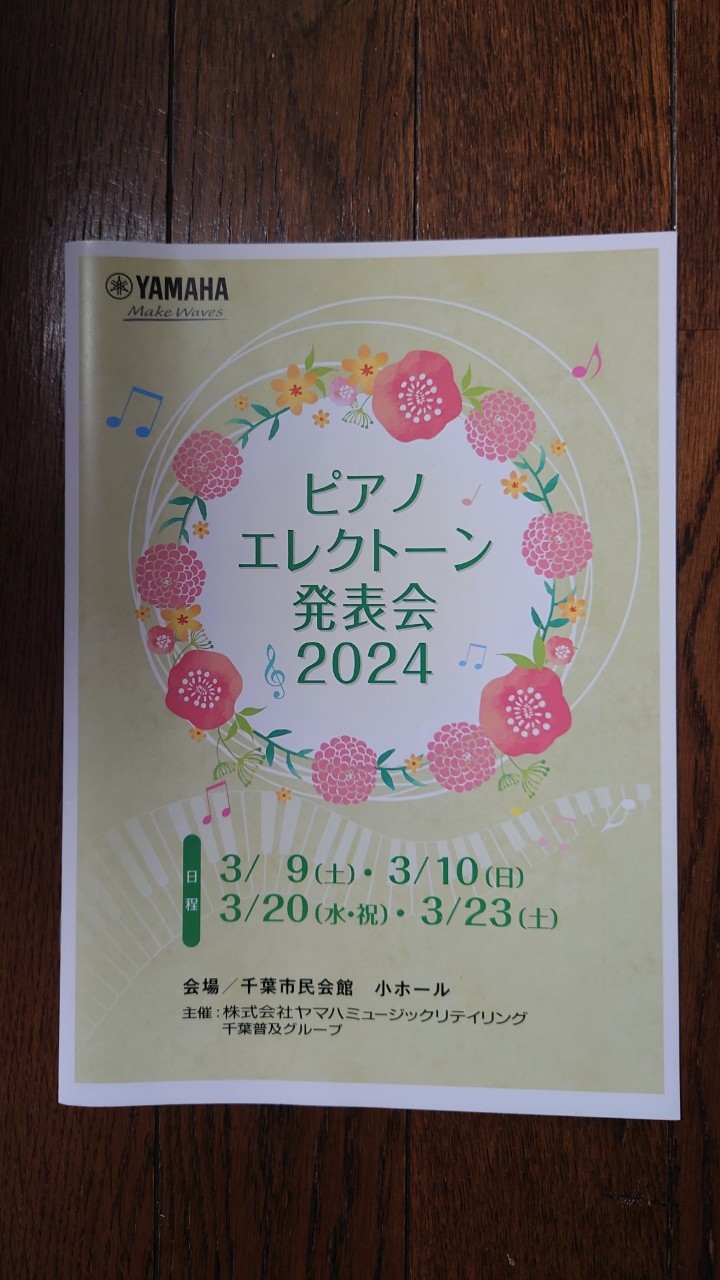 YAMAHA
Make Waves
ピアノ
エレクトーン
発表会
2024
日程
3/ 9(土)・3/10(日)
3/20(水・祝)・3/23(土)
会場／千葉市民会館　小ホール
主催：株式会社ヤマハミュージックリテイリング
千葉普及グループ